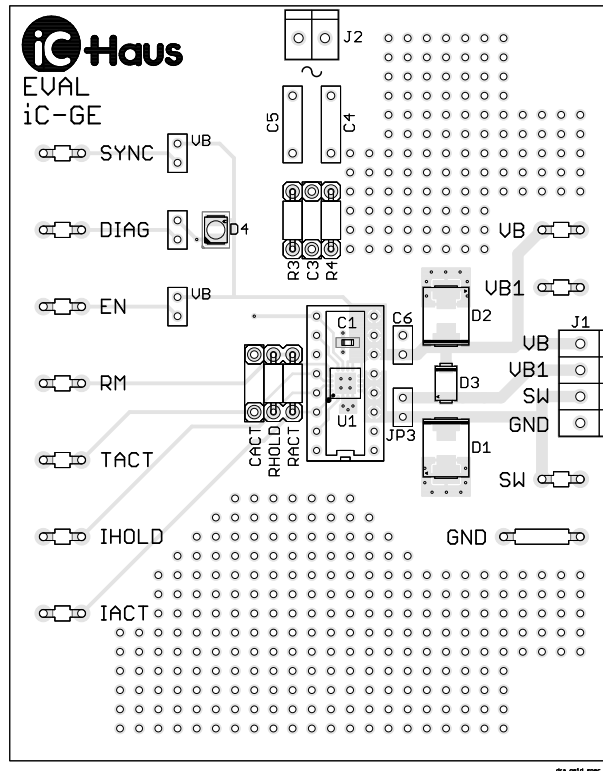 iC Haus
EVAL
iC-GE
J2
C5
C4
SYNC
VB
DIAG
D4
R3
C3
R4
VB
VB1
EN
VB
C6
D2
J1
C1
VB
VB1
SW
GND
RM
D3
CACT
RHOLD
RACT
U1
JP3
D1
TACT
SW
IHOLD
GND
IACT